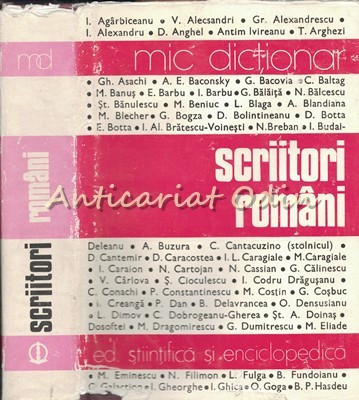 I. Agârbiceanu • V. Alecsandri • Gr. Alexandrescu •
I. Alexandru • D. Anghel • Antim Ivireanu • T. Arghezi
md
mic dicționar
Gh. Asachi • A. E. Baconsky • G. Bacovia • C. Baltag
• M. Banuș • E. Barbu • I. Barbu • G. Bălăiță • N. Bălcescu
• Șt. Bănulescu • M. Beniuc • L. Blaga • A. Blandiana
• M. Blecher • G. Bogza • D. Bolintineanu • D. Botta
• E. Botta • I. Al. Brătescu-Voinești • N. Breban • I. Budai-
scriitori
români
Anticariat Odin
Deleanu • A. Buzura • C. Cantacuzino (stolnicul) •
D. Cantemir • D. Caracostea • I. L. Caragiale • M. Caragiale
• I. Caraion • N. Cartojan • N. Cassian • G. Călinescu
• V. Cârlova • Ș. Cioculescu • I. Codru Drăgușanu •
C. Conachi • P. Constantinescu • M. Costin • G. Coșbuc
• I. Creangă • P. Dan • B. Delavrancea • O. Densusianu
• L. Dimov • C. Dobrogeanu-Gherea • Șt. A. Doinaș
Dosoftei • M. Dragomirescu • G. Dumitrescu • M. Eliade
ed. științifică și enciclopedică
• M. Eminescu • N. Filimon • L. Fulga • B. Fundoianu
• G. Galaction • I. Gheorghe • I. Ghica • O. Goga • B. P. Hasdeu
scriitori români